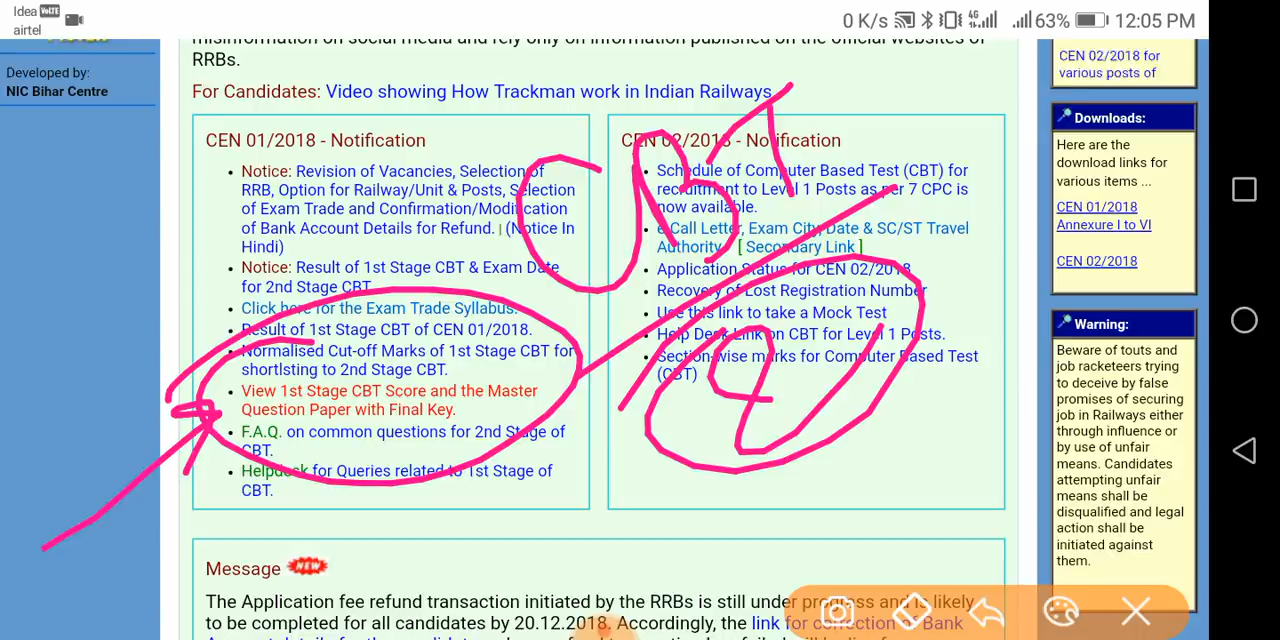 Idea VoLTE
airtel
0 K/s 4G 63% 12:05 PM
Developed by:
NIC Bihar Centre
misinformation on social media and rely only on information published on the official websites of
RRBs.
For Candidates: Video showing How Trackman work in Indian Railways
CEN 01/2018 - Notification
Notice: Revision of Vacancies, Selection of
RRB, Option for Railway/Unit & Posts, Selection
of Exam Trade and Confirmation/Modification
of Bank Account Details for Refund. | (Notice In
Hindi)
Notice: Result of 1st Stage CBT & Exam Date
for 2nd Stage CBT
Click here for the Exam Trade Syllabus.
Result of 1st Stage CBT of CEN 01/2018.
Normalised Cut-off Marks of 1st Stage CBT for
shortlsting to 2nd Stage CBT.
View 1st Stage CBT Score and the Master
Question Paper with Final Key.
F.A.Q. on common questions for 2nd Stage of
CBT.
Helpdesk for Queries related to 1st Stage of
CBT.
CEN 02/2018 - Notification
Schedule of Computer Based Test (CBT) for
recruitment to Level 1 Posts as per 7 CPC is
now available.
e-Call Letter, Exam City, Date & SC/ST Travel
Authority. [ Secondary Link ]
Application Status for CEN 02/2018
Recovery of Lost Registration Number
Use this link to take a Mock Test
Help Desk Link on CBT for Level 1 Posts.
Section-wise marks for Computer Based Test
(CBT)
Message NEW
The Application fee refund transaction initiated by the RRBs is still under progress and is likely
to be completed for all candidates by 20.12.2018. Accordingly, the link for correction of Bank
CEN 02/2018 for
various posts of
Downloads:
Here are the
download links for
various items ...
CEN 01/2018
Annexure I to VI
CEN 02/2018
Warning:
Beware of touts and
job racketeers trying
to deceive by false
promises of securing
job in Railways either
through influence or
by use of unfair
means. Candidates
attempting unfair
means shall be
disqualified and legal
action shall be
initiated against
them.